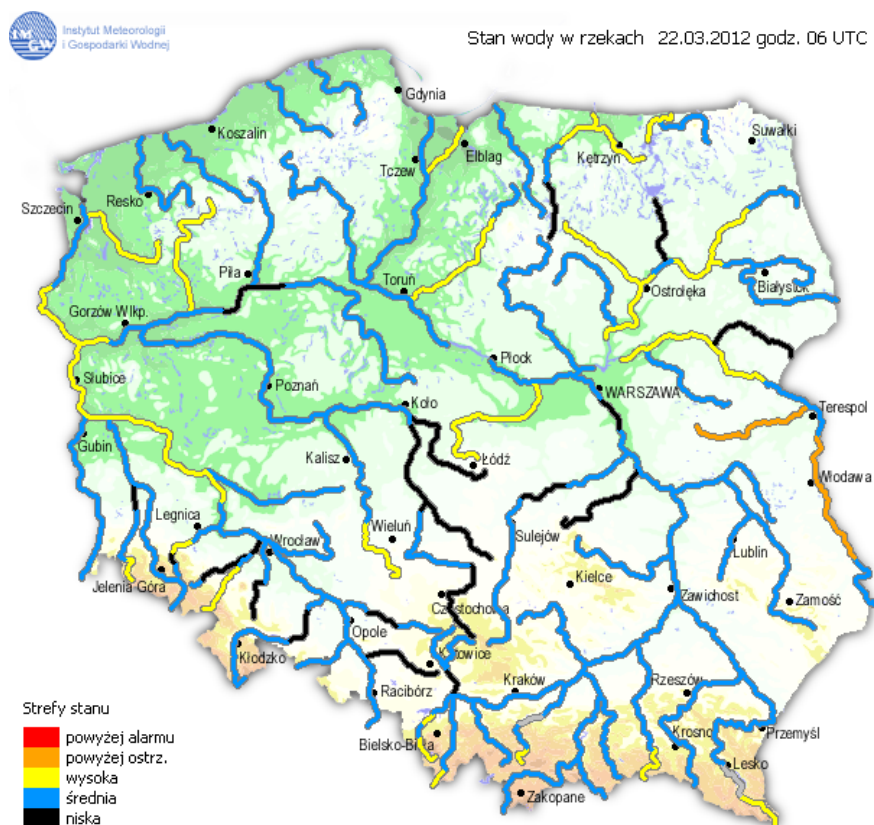 Instytut Meteorologii
i Gospodarki Wodnej
IMGW
Stan wody w rzekach 22.03.2012 godz. 06 UTC
Gdynia
Koszalin
Suwałki
Kętrzyn
Elbląg
Tczew
Resko
Szczecin
Piła
Toruń
Ostrołęka
Białystok
Gorzów Wlkp.
Płock
Słubice
Poznań
WARSZAWA
Koło
Terespol
Gubin
Kalisz
Łódź
Włodawa
Legnica
Wieluń
Sulejów
Wrocław
Lublin
Jelenia Góra
Kielce
Częstochowa
Zawichost
Zamość
Opole
Kłodzko
Katowice
Kraków
Rzeszów
Racibórz
Strefy stanu
Przemyśl
Krosno
Bielsko-Biała
powyżej alarmu
powyżej ostrz.
Lesko
wysoka
średnia
Zakopane
niska